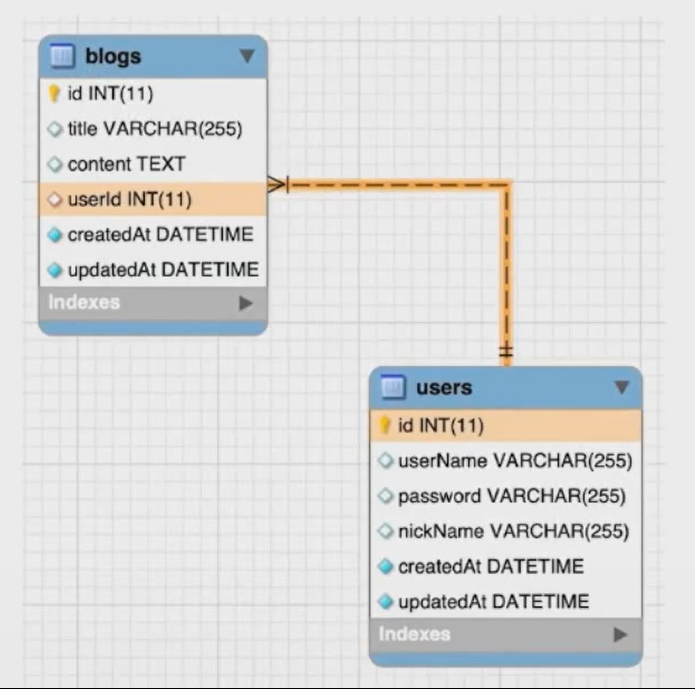 blogs
id INT(11)
title VARCHAR(255)
content TEXT
userId INT(11)
createdAt DATETIME
updatedAt DATETIME
Indexes
users
id INT(11)
userName VARCHAR(255)
password VARCHAR(255)
nickName VARCHAR(255)
createdAt DATETIME
updatedAt DATETIME
Indexes